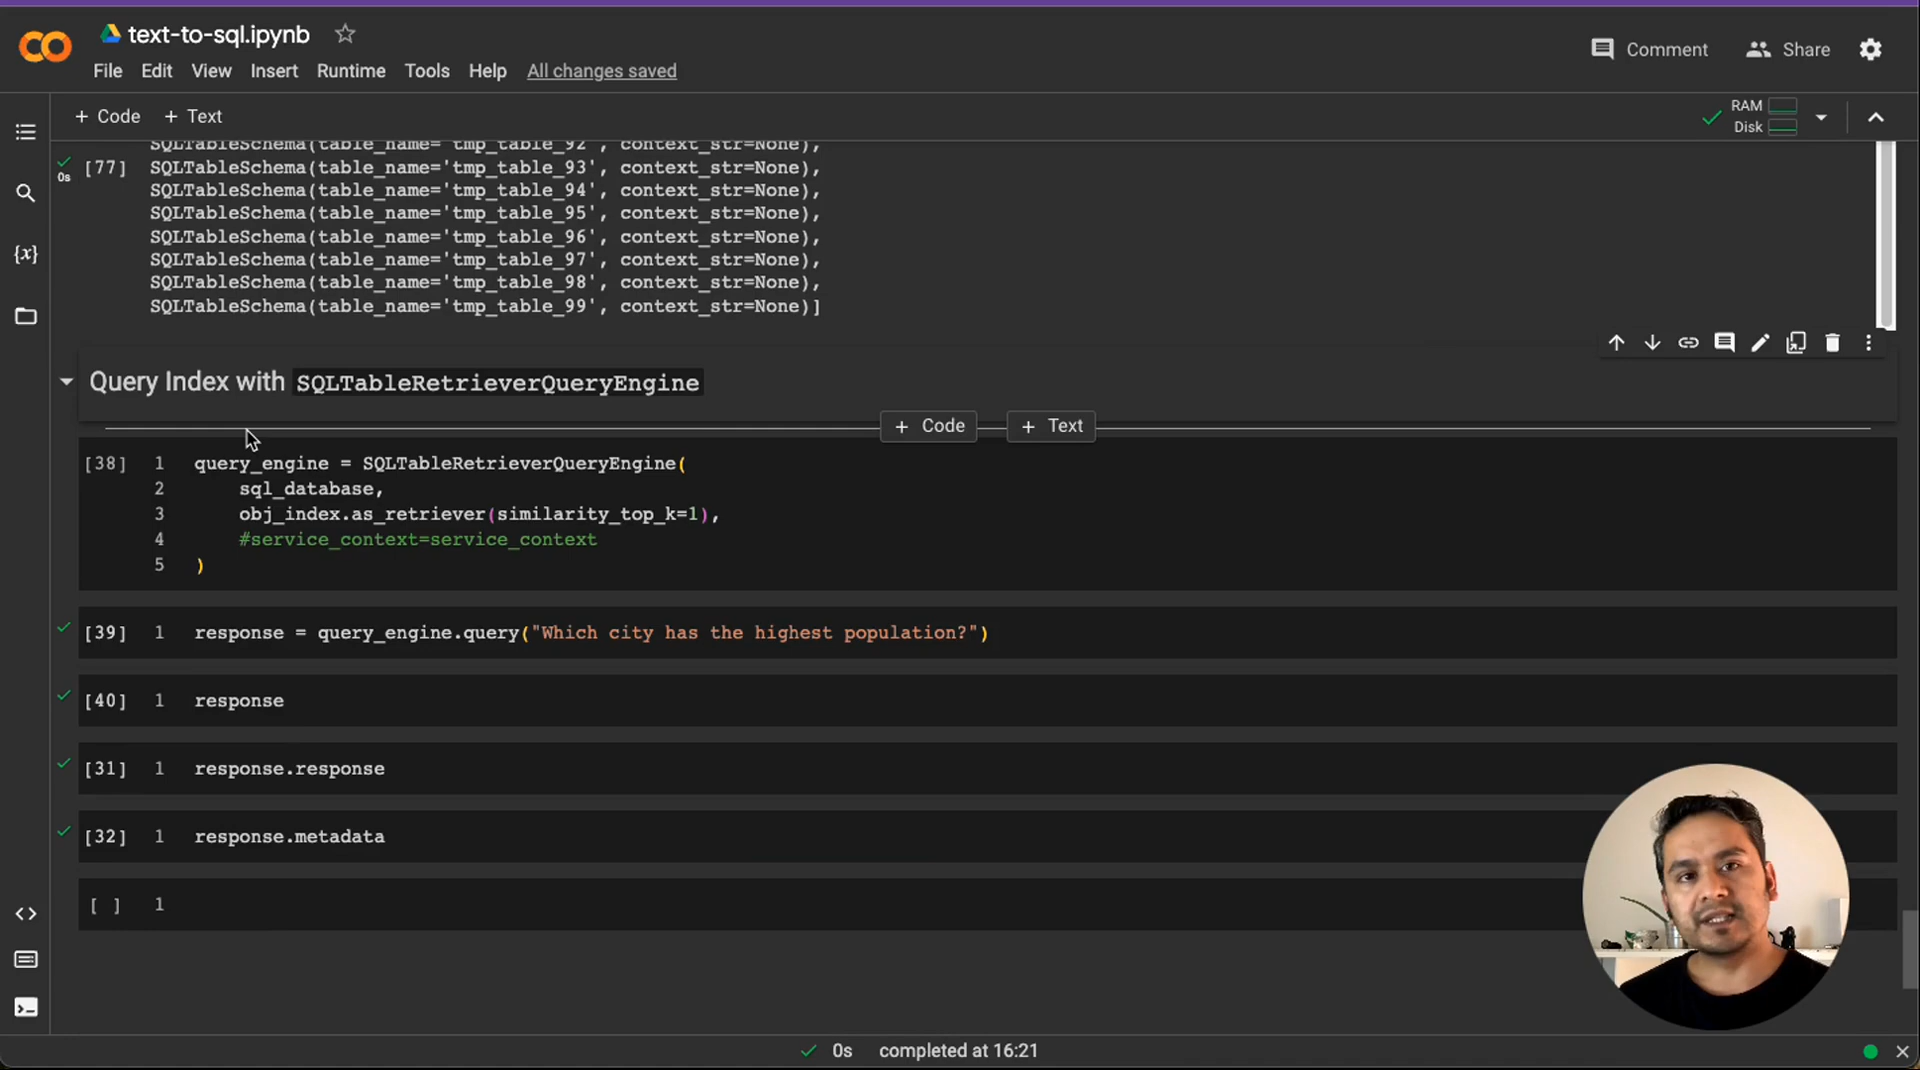 text-to-sql.ipynb
File Edit View Insert Runtime Tools Help All changes saved
Comment Share
+ Code + Text
RAM
Disk
SQLTableSchema(table_name='tmp_table_92', context_str=None),
[77] SQLTableSchema(table_name='tmp_table_93', context_str=None),
0s
SQLTableSchema(table_name='tmp_table_94', context_str=None),
SQLTableSchema(table_name='tmp_table_95', context_str=None),
SQLTableSchema(table_name='tmp_table_96', context_str=None),
SQLTableSchema(table_name='tmp_table_97', context_str=None),
SQLTableSchema(table_name='tmp_table_98', context_str=None),
SQLTableSchema(table_name='tmp_table_99', context_str=None)]
Query Index with SQLTableRetrieverQueryEngine
+ Code + Text
[38] 1 query_engine = SQLTableRetrieverQueryEngine(
2 sql_database,
3 obj_index.as_retriever(similarity_top_k=1),
4 #service_context=service_context
5 )
[39] 1 response = query_engine.query("Which city has the highest population?")
[40] 1 response
[31] 1 response.response
[32] 1 response.metadata
[ ] 1
0s completed at 16:21